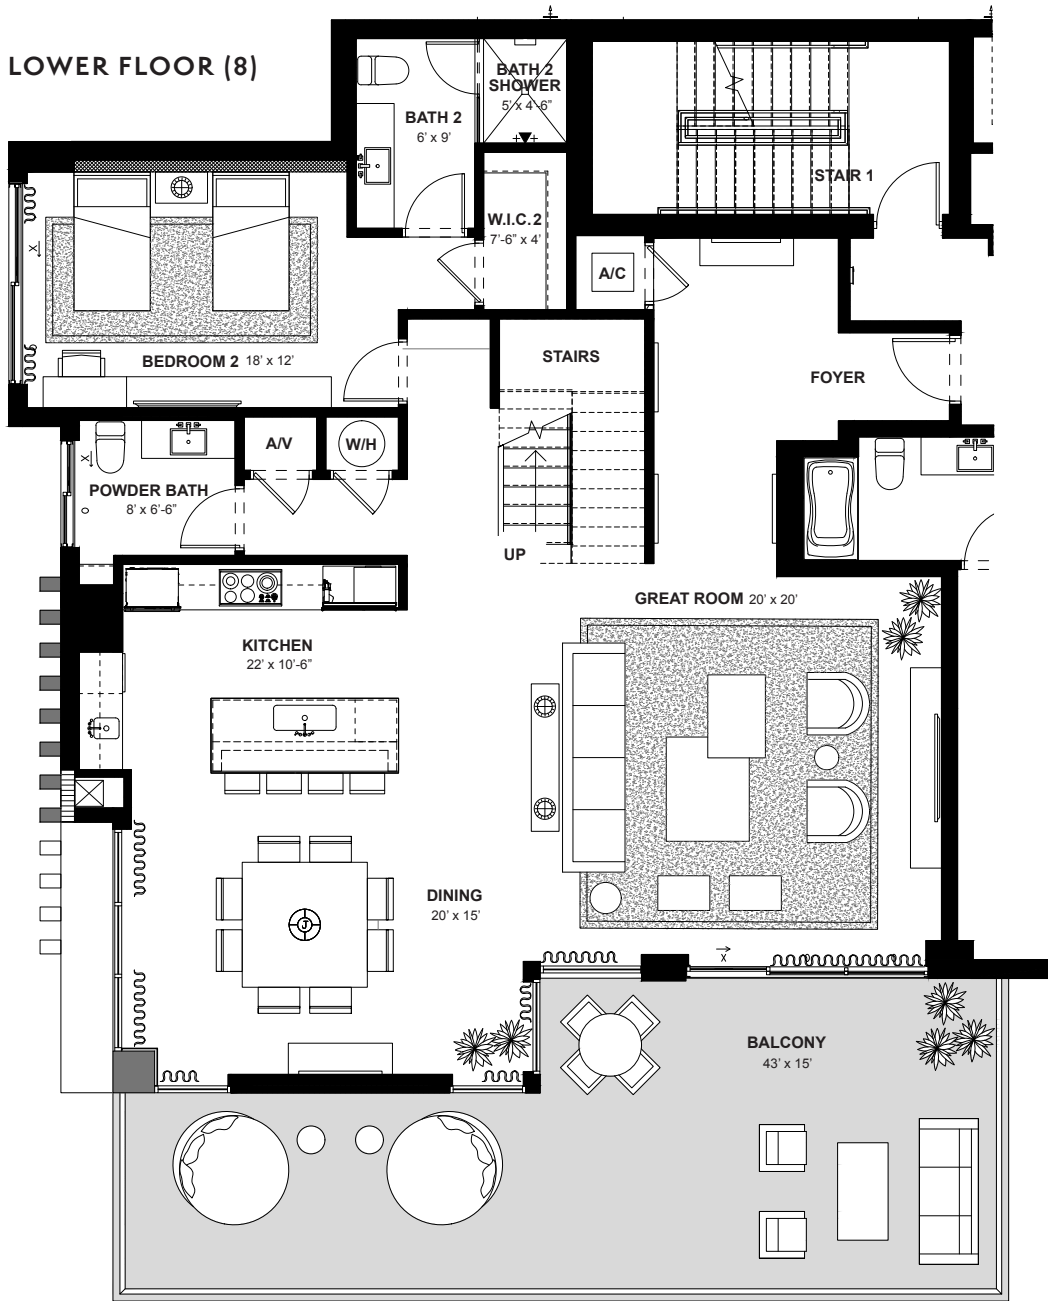 LOWER FLOOR (8)
BATH 2
SHOWER
5' x 4'-6"
BATH 2
6' x 9'
STAIR 1
W.I.C.2
7'-6" x 4'
A/C
X
BEDROOM 2 18' x 12'
STAIRS
FOYER
A/V
W/H
X
POWDER BATH
8' x 6'-6"
UP
GREAT ROOM 20' x 20'
KITCHEN
22' x 10'-6"
DINING
20' x 15'
J
X
BALCONY
43' x 15'